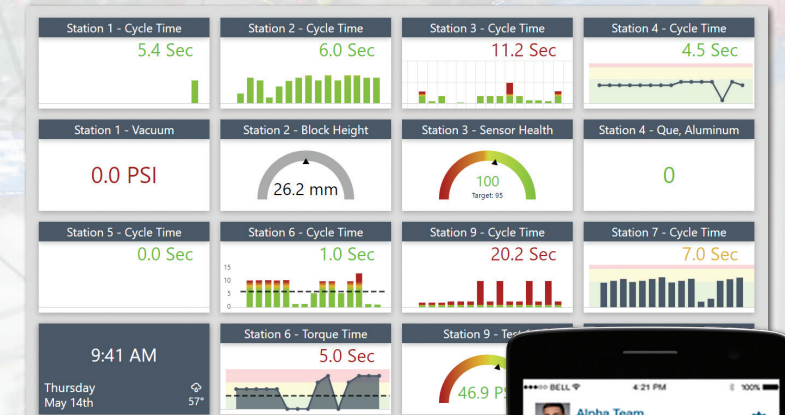 Station 1 - Cycle Time
5.4 Sec
Station 2 - Cycle Time
6.0 Sec
Station 3 - Cycle Time
11.2 Sec
Station 4 - Cycle Time
4.5 Sec
Station 1 - Vacuum
0.0 PSI
Station 2 - Block Height
26.2 mm
Station 3 - Sensor Health
100
Target: 95
Station 4 - Que, Aluminum
0
Station 5 - Cycle Time
0.0 Sec
Station 6 - Cycle Time
1.0 Sec
15
10
5
0
Station 9 - Cycle Time
20.2 Sec
Station 7 - Cycle Time
7.0 Sec
9:41 AM
Thursday
May 14th
57°
Station 6 - Torque Time
5.0 Sec
Station 9 -
46.9
BELL
4:21 PM
100%
Alpha Team